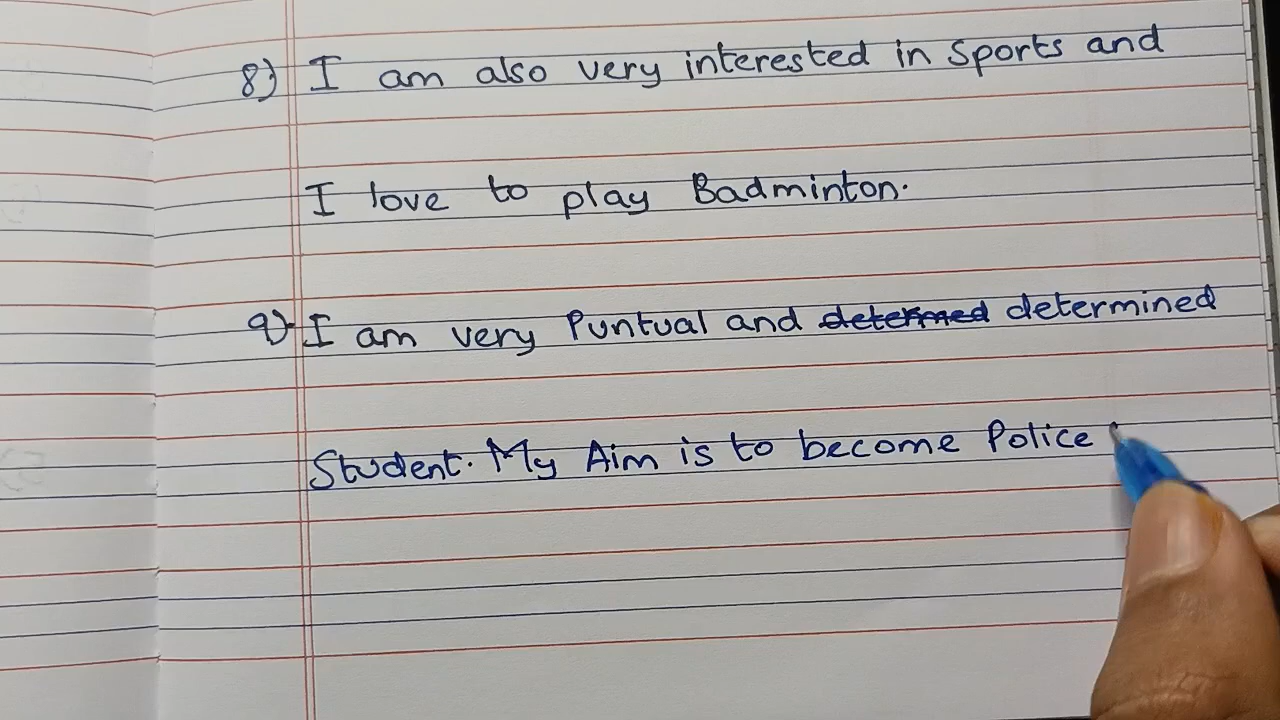 8) I am also very interested in Sports and
I love to play Badminton.
9) I am very Puntual and determed determined
Student. My Aim is to become Police